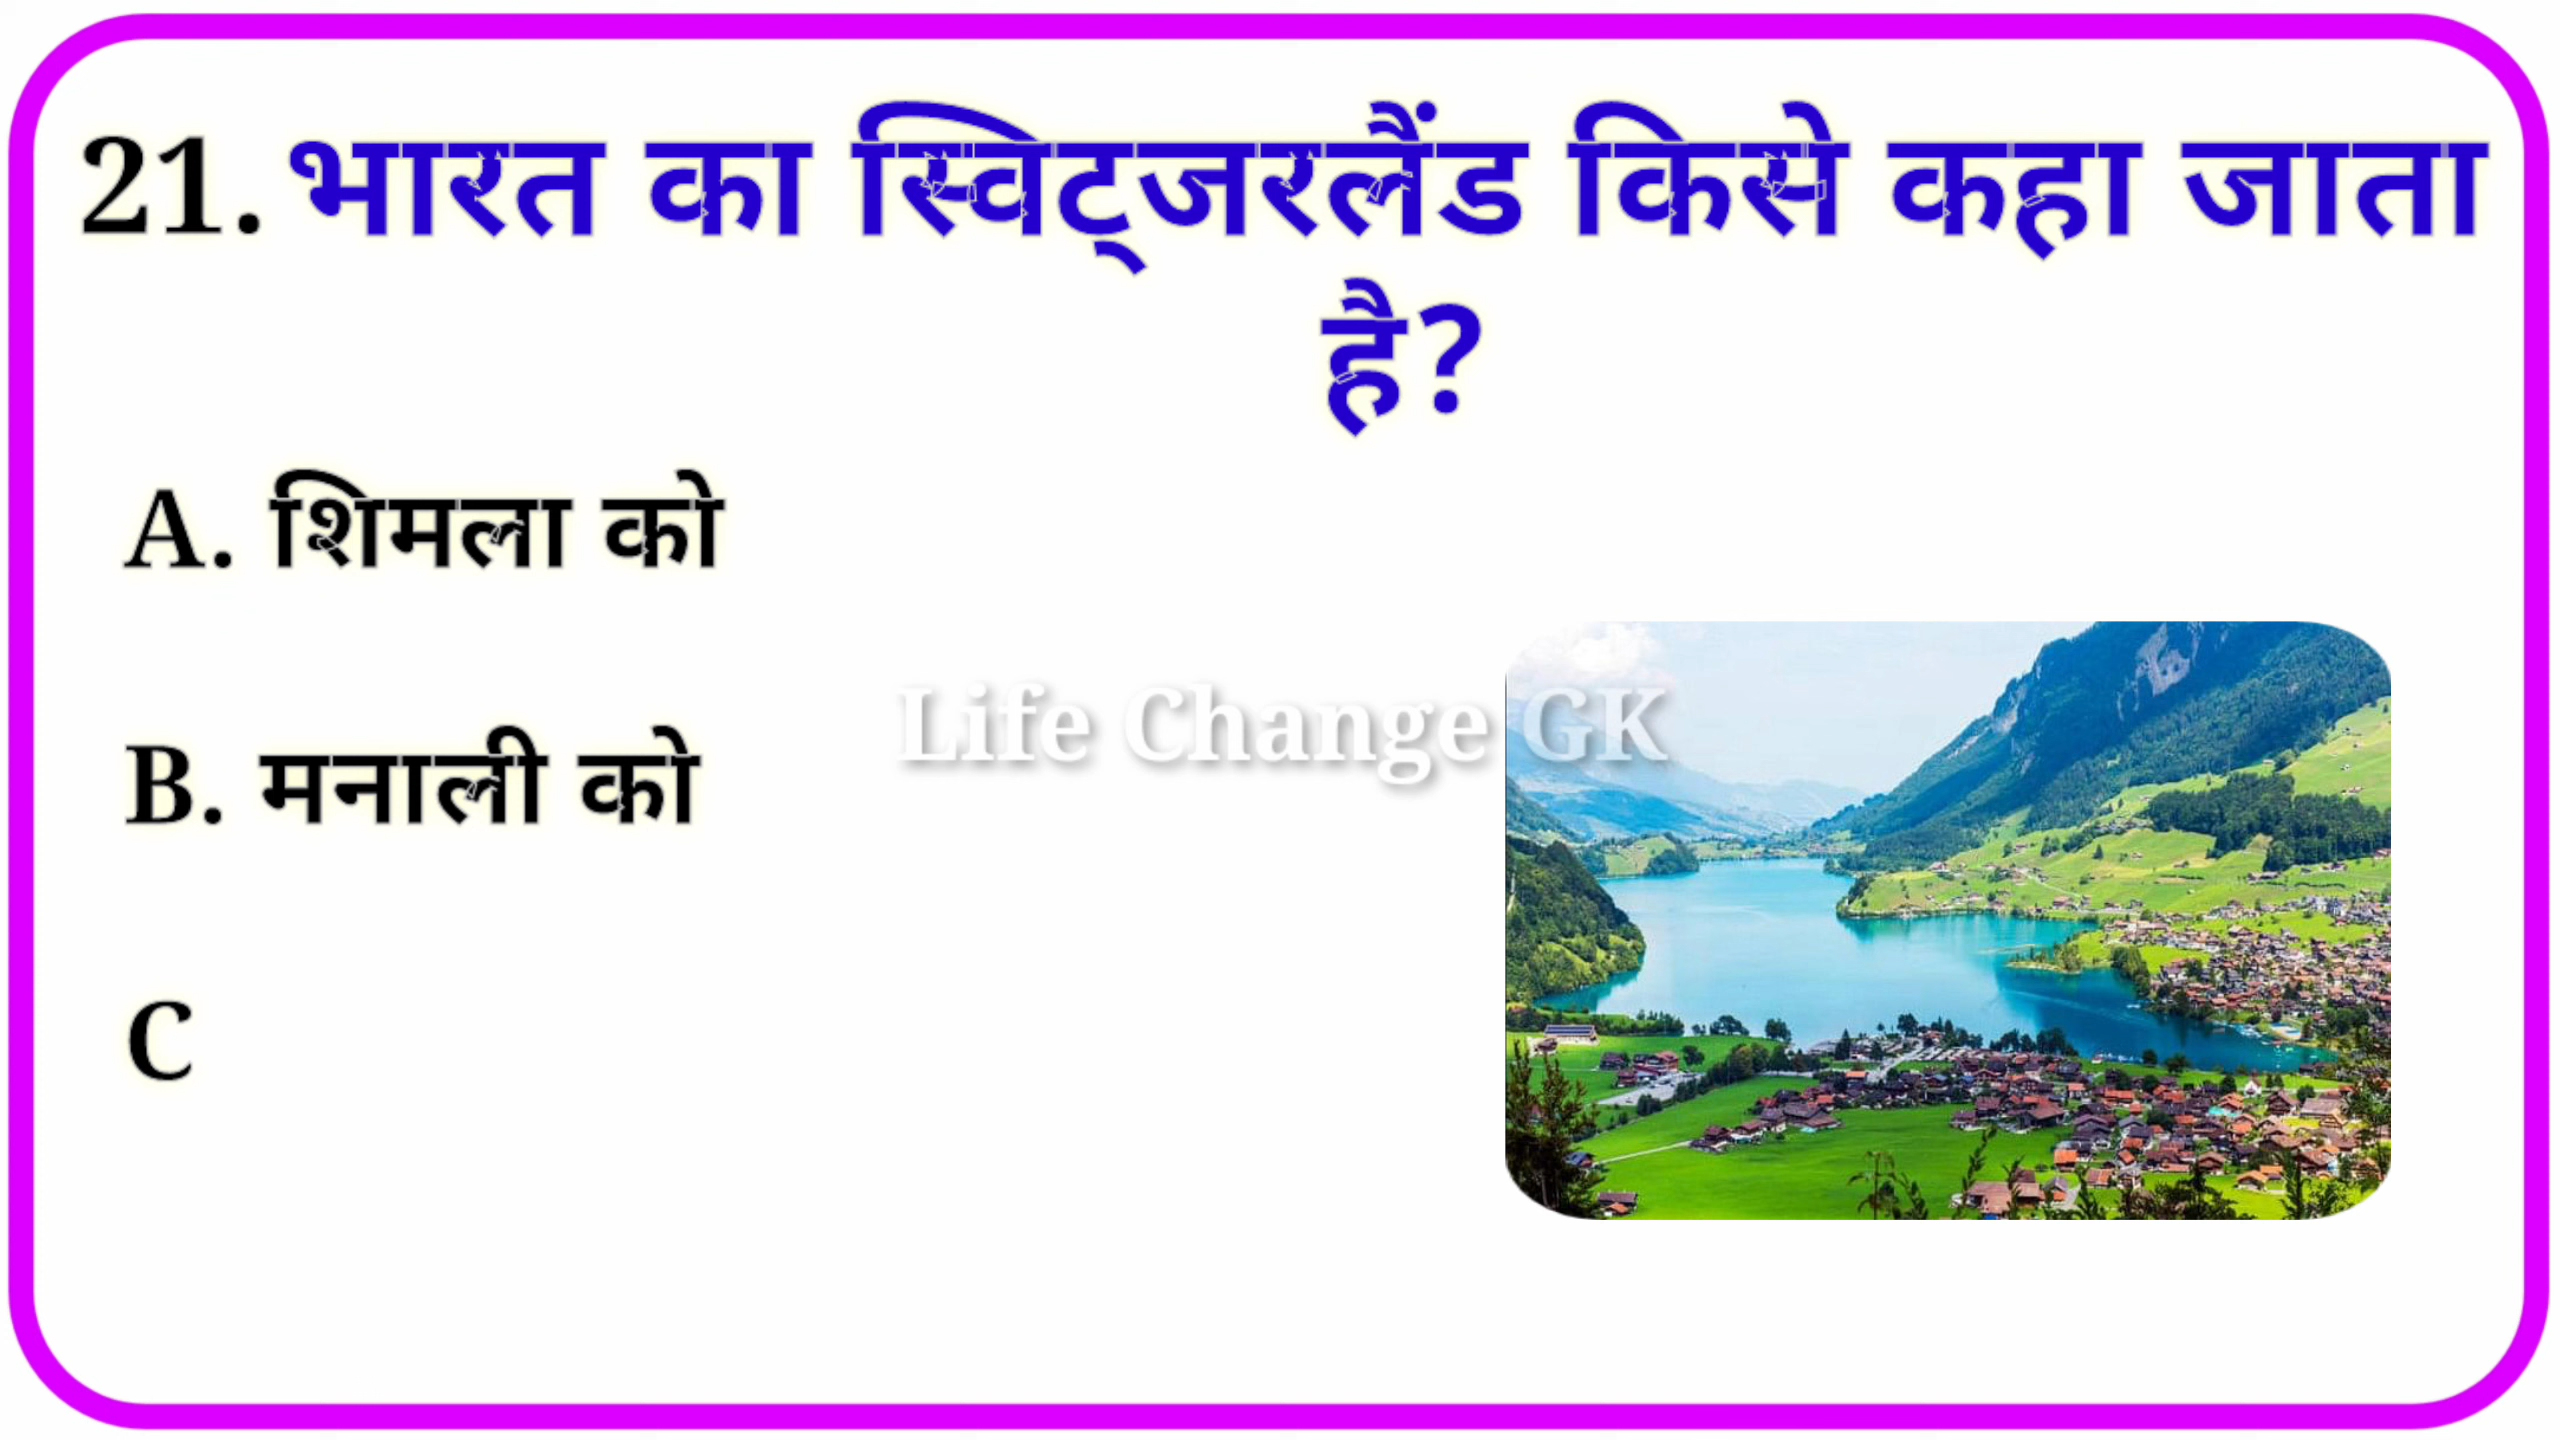 21. भारत का स्विट्जरलैंड किसे कहा जाता
है?
A. शिमला को
Life Change GK
B. मनाली को
C